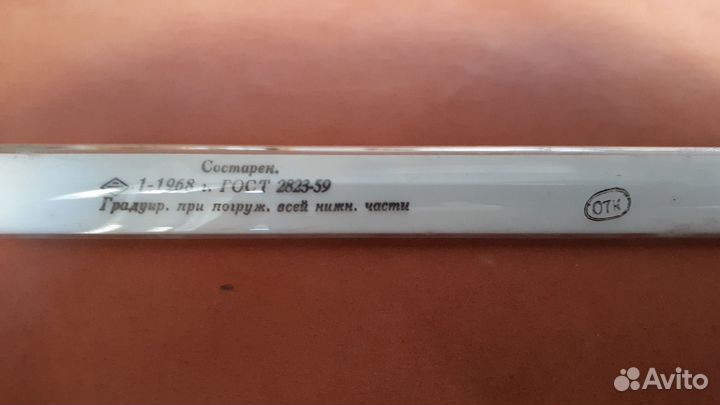 Состарен.
1-1968 г. ГОСТ 2823-59
Градуир. при погруж. всей нижн. части
ОТК
Avito